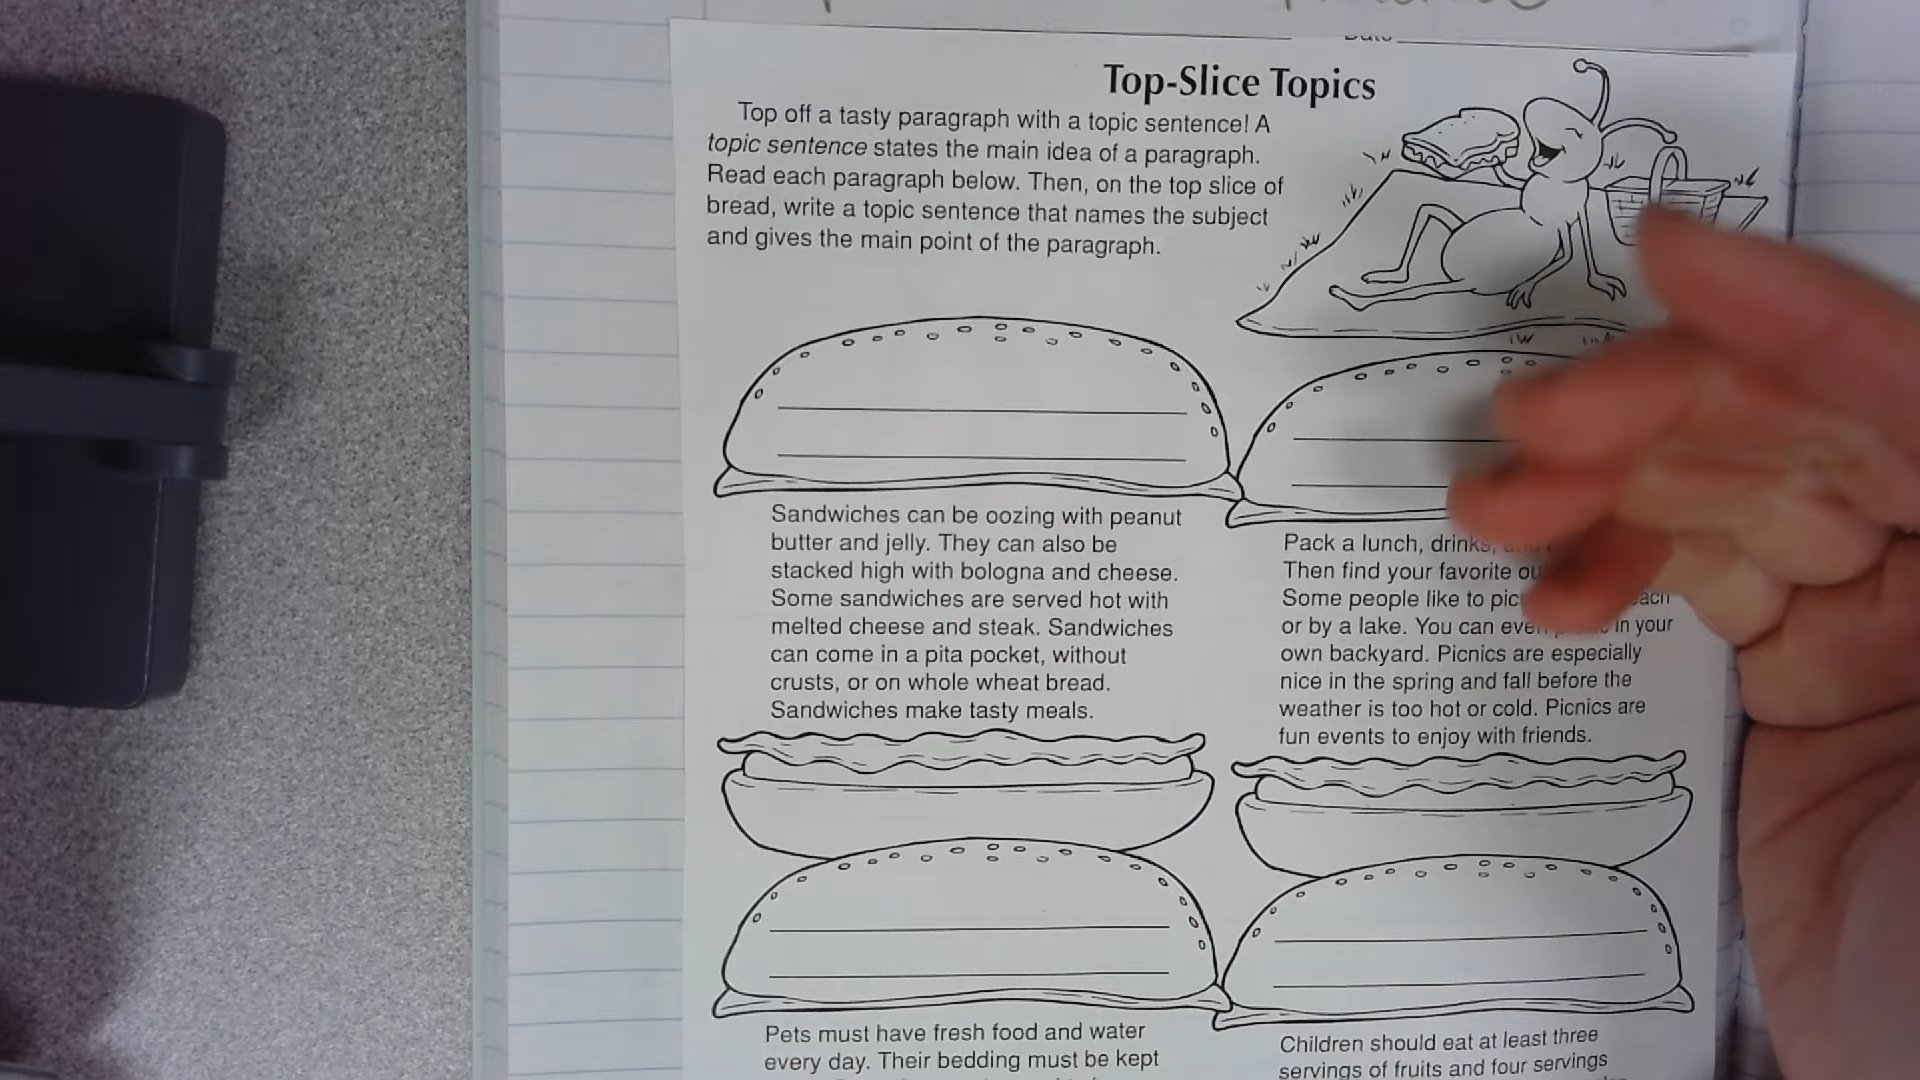 Top-Slice Topics
Top off a tasty paragraph with a topic sentence! A
topic sentence states the main idea of a paragraph.
Read each paragraph below. Then, on the top slice of
bread, write a topic sentence that names the subject
and gives the main point of the paragraph.
Sandwiches can be oozing with peanut
butter and jelly. They can also be
stacked high with bologna and cheese.
Some sandwiches are served hot with
melted cheese and steak. Sandwiches
can come in a pita pocket, without
crusts, or on whole wheat bread.
Sandwiches make tasty meals.
Pack a lunch, drinks,
Then find your favorite
Some people like to
or by a lake. You can even in your
own backyard. Picnics are especially
nice in the spring and fall before the
weather is too hot or cold. Picnics are
fun events to enjoy with friends.
Pets must have fresh food and water
every day. Their bedding must be kept
Children should eat at least three
servings of fruits and four servings